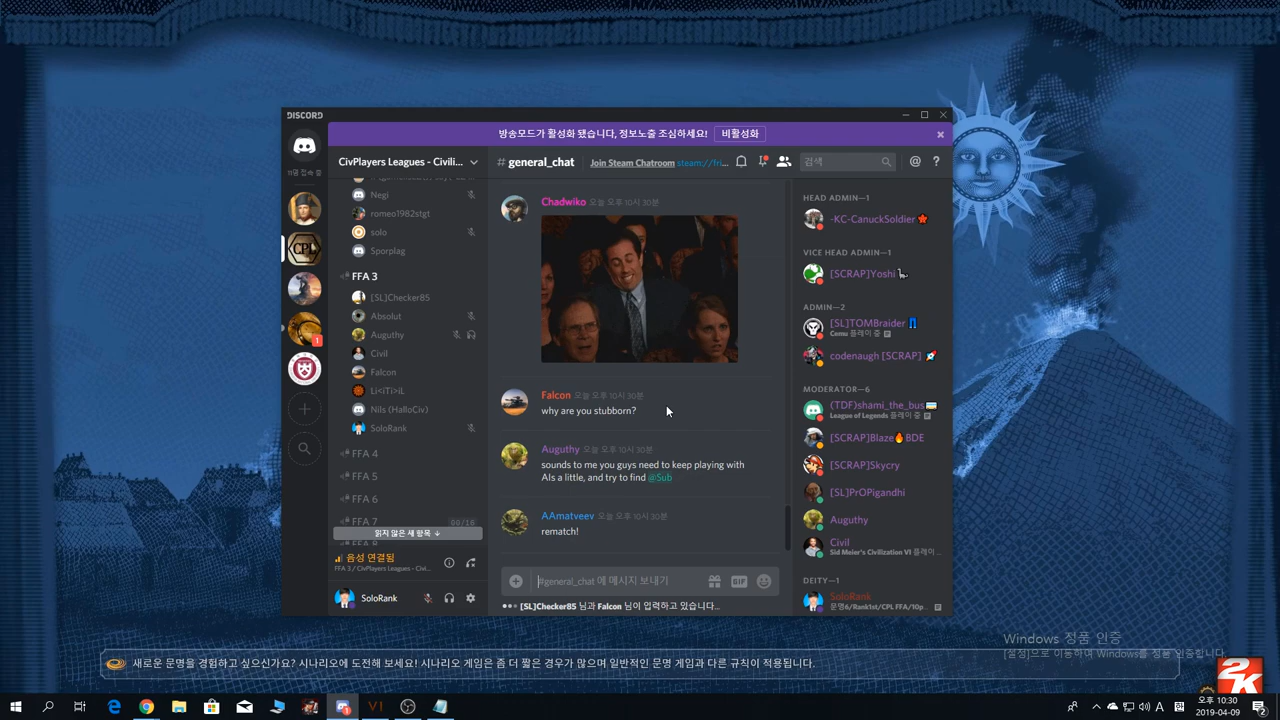 DISCORD
방송모드가 활성화 됐습니다, 정보노출 조심하세요!
비활성화
CivPlayers Leagues - Civili...
# general_chat
Join Steam Chatroom steam://fri...
검색
11명 접속 중
Negi
romeo1982stgt
solo
Sporplag
FFA 3
[SL]Checker85
Absolut
Auguthy
Civil
Falcon
Li<iTi>iL
Nils (HalloCiv)
SoloRank
FFA 4
FFA 5
FFA 6
FFA 7 00/16
읽지 않은 새 항목 ↓
음성 연결됨
FFA 3 / CivPlayers Leagues - Civi...
SoloRank
CPL
1
Chadwiko 오늘 오후 10시 30분
Falcon 오늘 오후 10시 30분
why are you stubborn?
Auguthy 오늘 오후 10시 30분
sounds to me you guys need to keep playing with
AIs a little, and try to find @Sub
AAmatveev 오늘 오후 10시 30분
rematch!
#general_chat 에 메시지 보내기
GIF
[SL]Checker85 님과 Falcon 님이 입력하고 있습니다...
HEAD ADMIN—1
-KC-CanuckSoldier
VICE HEAD ADMIN—1
[SCRAP]Yoshi
ADMIN—2
[SL]TOMBraider
Cemu 플레이 중
codenaugh [SCRAP]
MODERATOR—6
(TDF)shami_the_bus
League of Legends 플레이 중
[SCRAP]Blaze BDE
[SCRAP]Skycry
[SL]PrOPigandhi
Auguthy
Civil
Sid Meier's Civilization VI 플레이...
DEITY—1
SoloRank
문명6/Rank1st/CPL FFA/10p...
Windows 정품 인증
[설정]으로 이동하여 Windows를 정품 인증합니다.
새로운 문명을 경험하고 싶으신가요? 시나리오에 도전해 보세요! 시나리오 게임은 좀 더 짧은 경우가 많으며 일반적인 문명 게임과 다른 규칙이 적용됩니다.
2K
오후 10:30
2019-04-09